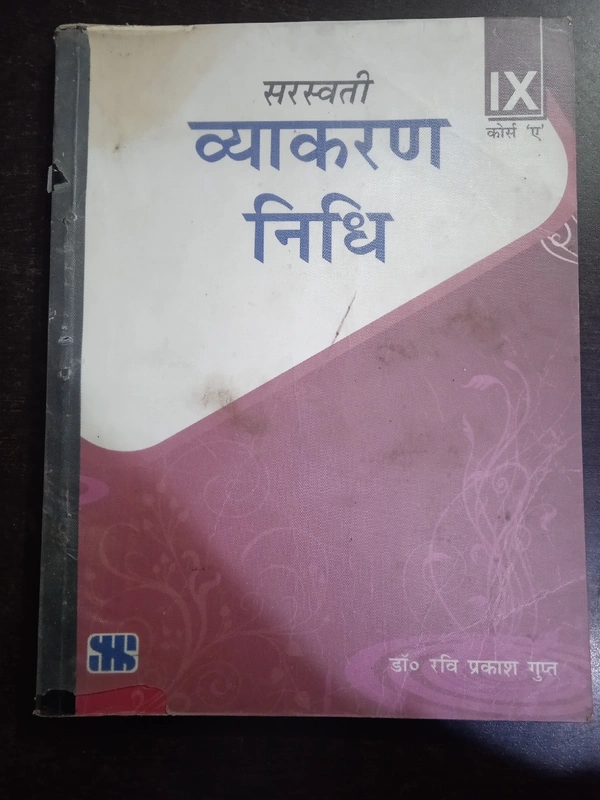 सरस्वती
व्याकरण
निधि
IX
कोर्स 'ए'
डॉ० रवि प्रकाश गुप्त